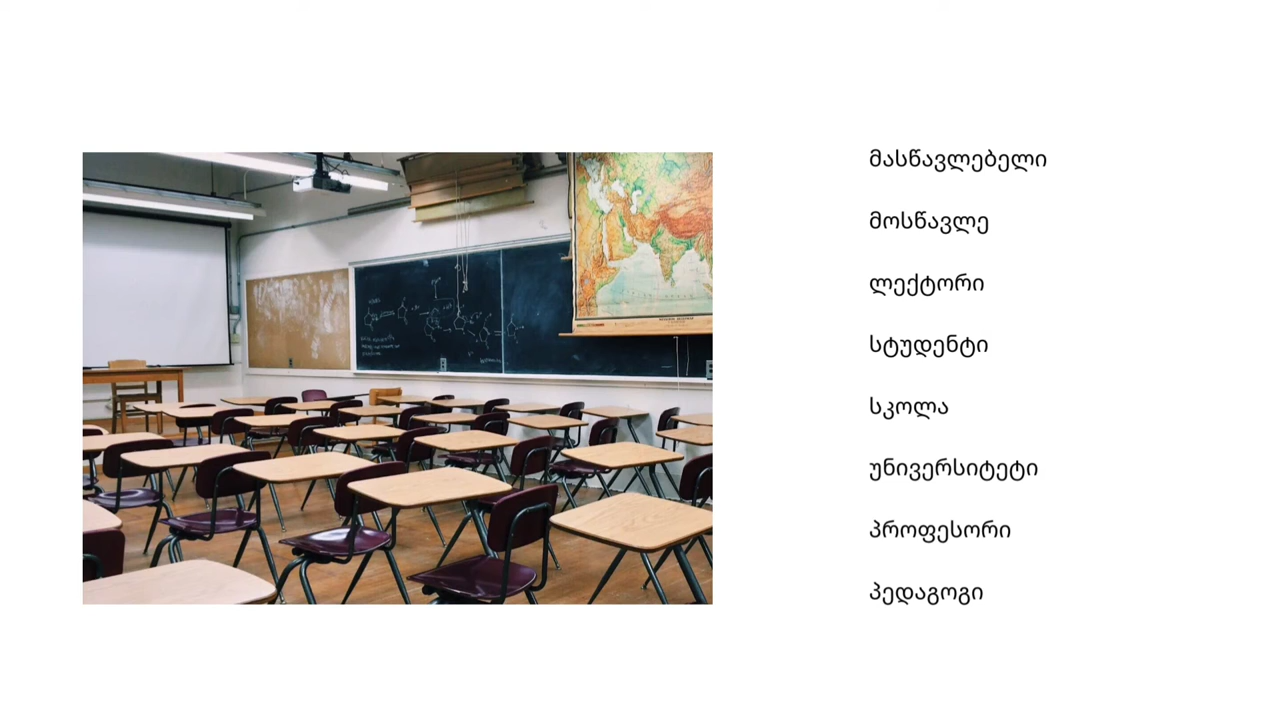 მასწავლებელი
მოსწავლე
ლექტორი
სტუდენტი
სკოლა
უნივერსიტეტი
პროფესორი
პედაგოგი